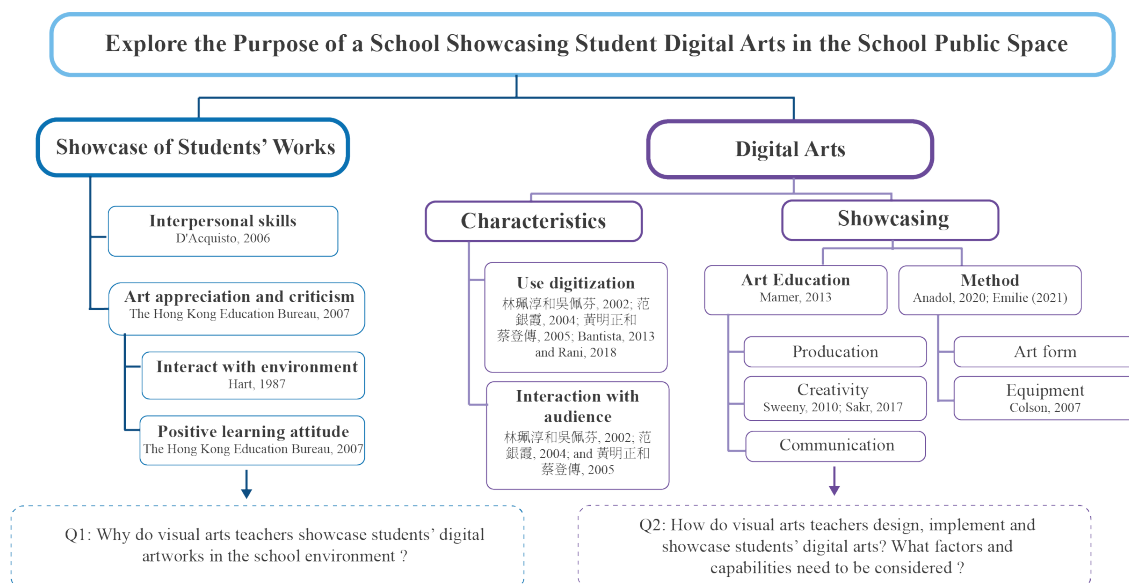 Explore the Purpose of a School Showcasing Student Digital Arts in the School Public Space
Showcase of Students' Works
Interpersonal skills
D'Acquisto, 2006
Art appreciation and criticism
The Hong Kong Education Bureau, 2007
Interact with environment
Hart, 1987
Positive learning attitude
The Hong Kong Education Bureau, 2007
Q1: Why do visual arts teachers showcase students' digital
artworks in the school environment ?
Digital Arts
Characteristics
Use digitization
林珮淳和吳佩芬, 2002; 范
銀霞, 2004; 黃明正和
蔡登傳, 2005; Bantista, 2013
and Rani, 2018
Interaction with
audience
林珮淳和吳佩芬, 2002; 范
銀霞, 2004; and 黃明正和
蔡登傳, 2005
Showcasing
Art Education
Marner, 2013
Producation
Creativity
Sweeny, 2010; Sakr, 2017
Communication
Method
Anadol, 2020; Emilie (2021)
Art form
Equipment
Colson, 2007
Q2: How do visual arts teachers design, implement and
showcase students' digital arts? What factors and
capabilities need to be considered ?